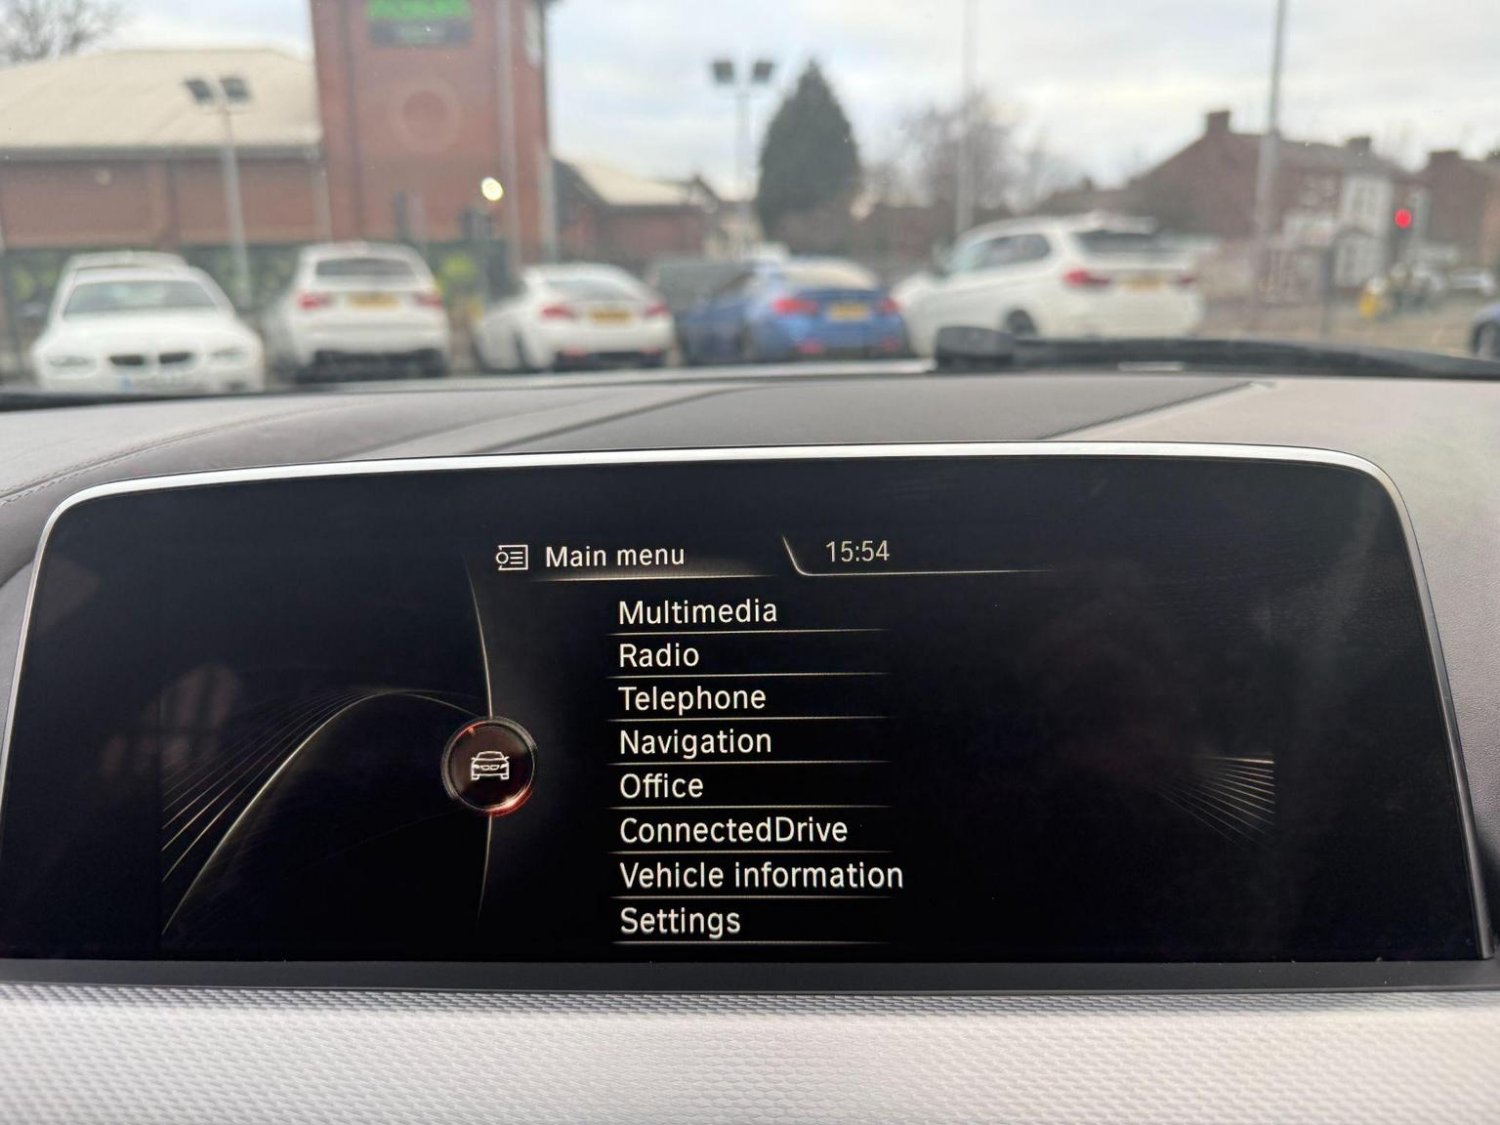 Main menu 15:54
Multimedia
Radio
Telephone
Navigation
Office
ConnectedDrive
Vehicle information
Settings